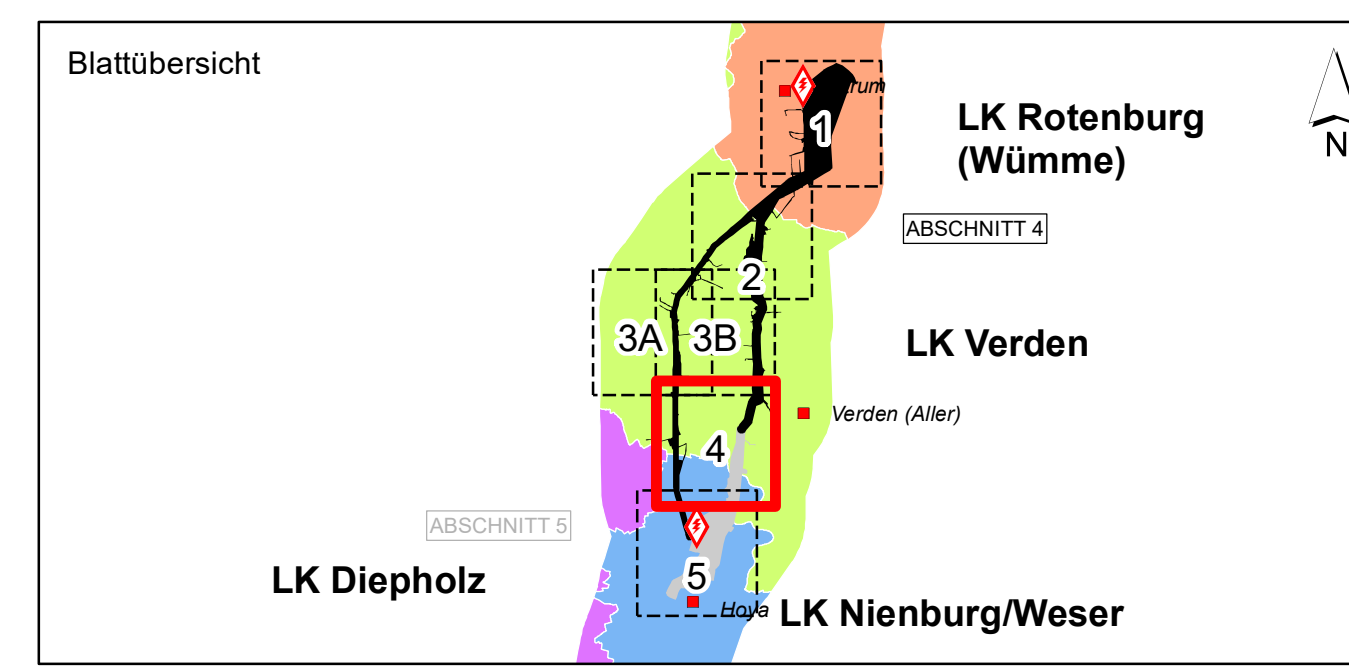 Blattübersicht
1
LK Rotenburg
(Wümme)
N
ABSCHNITT 4
2
3A
3B
LK Verden
Verden (Aller)
4
ABSCHNITT 5
LK Diepholz
5
Hoya
LK Nienburg/Weser